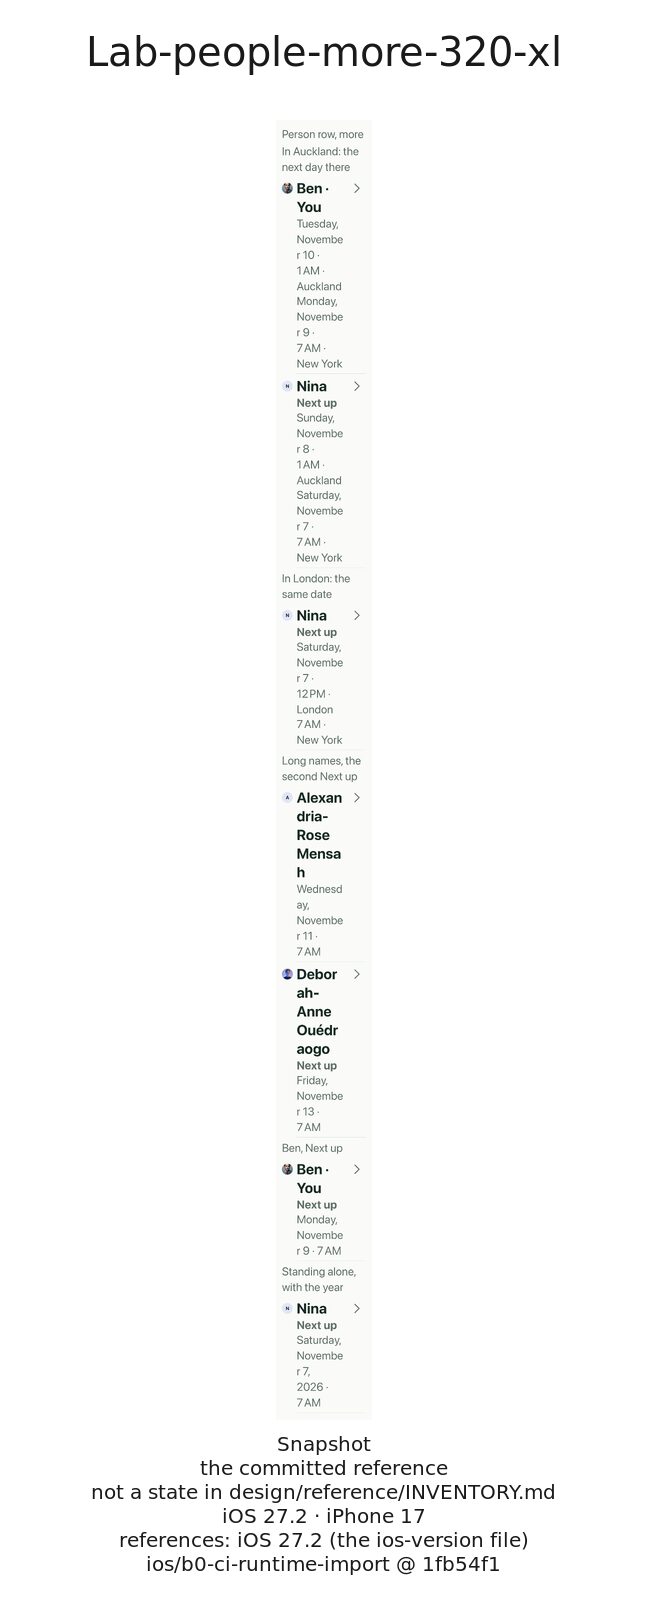 Lab-people-more-320-xl
Person row, more
In Auckland: the
next day there
Ben ·
You
Tuesday,
Novembe
r 10 ·
1 AM ·
Auckland
Monday,
Novembe
r 9 ·
7 AM ·
New York
N
Nina
Next up
Sunday,
Novembe
r 8 ·
1 AM ·
Auckland
Saturday,
Novembe
r 7 ·
7 AM ·
New York
In London: the
same date
N
Nina
Next up
Saturday,
Novembe
r 7 ·
12 PM ·
London
7 AM ·
New York
Long names, the
second Next up
A
Alexan
dria-
Rose
Mensa
h
Wednesd
ay,
Novembe
r 11 ·
7 AM
Debor
ah-
Anne
Ouédr
aogo
Next up
Friday,
Novembe
r 13 ·
7 AM
Ben, Next up
Ben ·
You
Next up
Monday,
Novembe
r 9 · 7 AM
Standing alone,
with the year
N
Nina
Next up
Saturday,
Novembe
r 7,
2026 ·
7 AM
Snapshot
the committed reference
not a state in design/reference/INVENTORY.md
iOS 27.2 · iPhone 17
references: iOS 27.2 (the ios-version file)
ios/b0-ci-runtime-import @ 1fb54f1